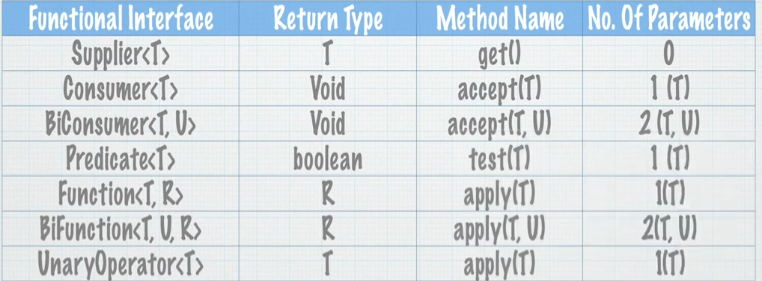 Functional Interface Return Type Method Name No. Of Parameters
Supplier<T> T get() 0
Consumer<T> Void accept(T) 1 (T)
BiConsumer<T, U> Void accept(T, U) 2 (T, U)
Predicate<T> boolean test(T) 1 (T)
Function<T, R> R apply(T) 1(T)
BiFunction<T, U, R> R apply(T, U) 2(T, U)
UnaryOperator<T> T apply(T) 1(T)